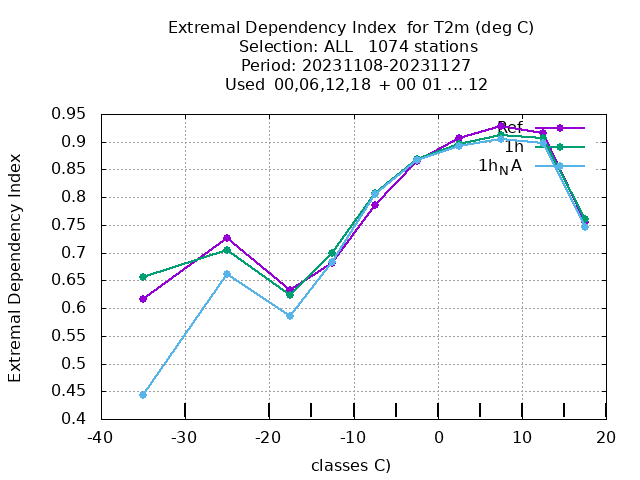 Extremal Dependency Index for T2m (deg C)
Selection: ALL 1074 stations
Period: 20231108-20231127
Used 00,06,12,18 + 00 01 ... 12
Extremal Dependency Index
0.95
0.9
0.85
0.8
0.75
0.7
0.65
0.6
0.55
0.5
0.45
0.4
Ref
1h
1hNA
-40 -30 -20 -10 0 10 20
classes C)